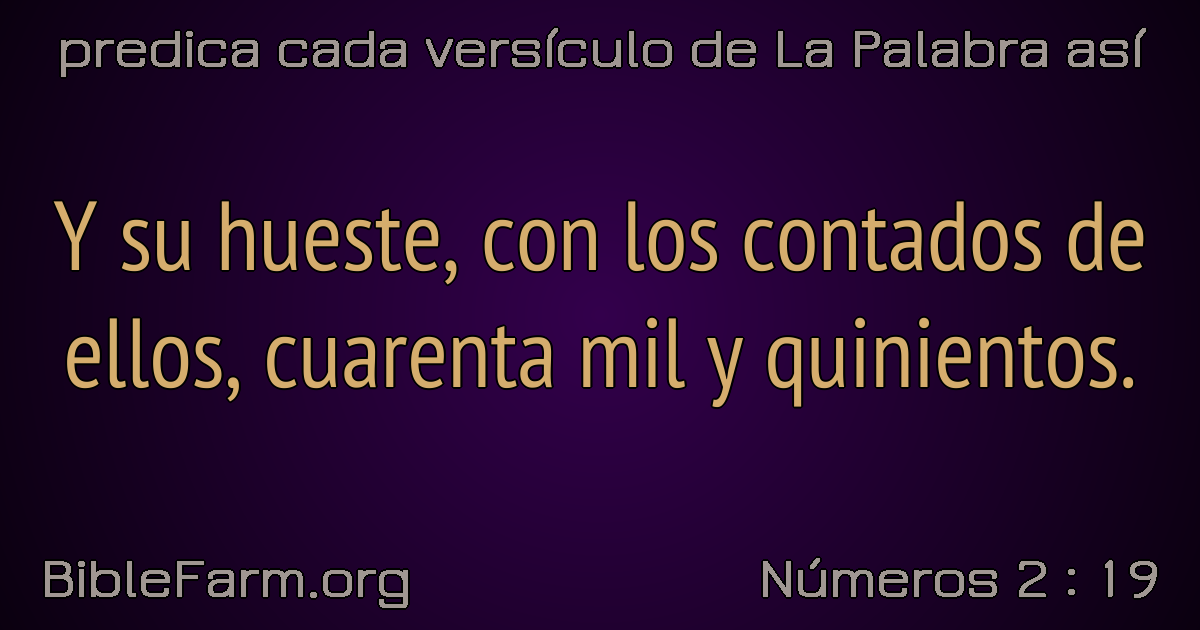 predica cada versículo de La Palabra así
Y su hueste, con los contados de
ellos, cuarenta mil y quinientos.
BibleFarm.org
Números 2 : 19